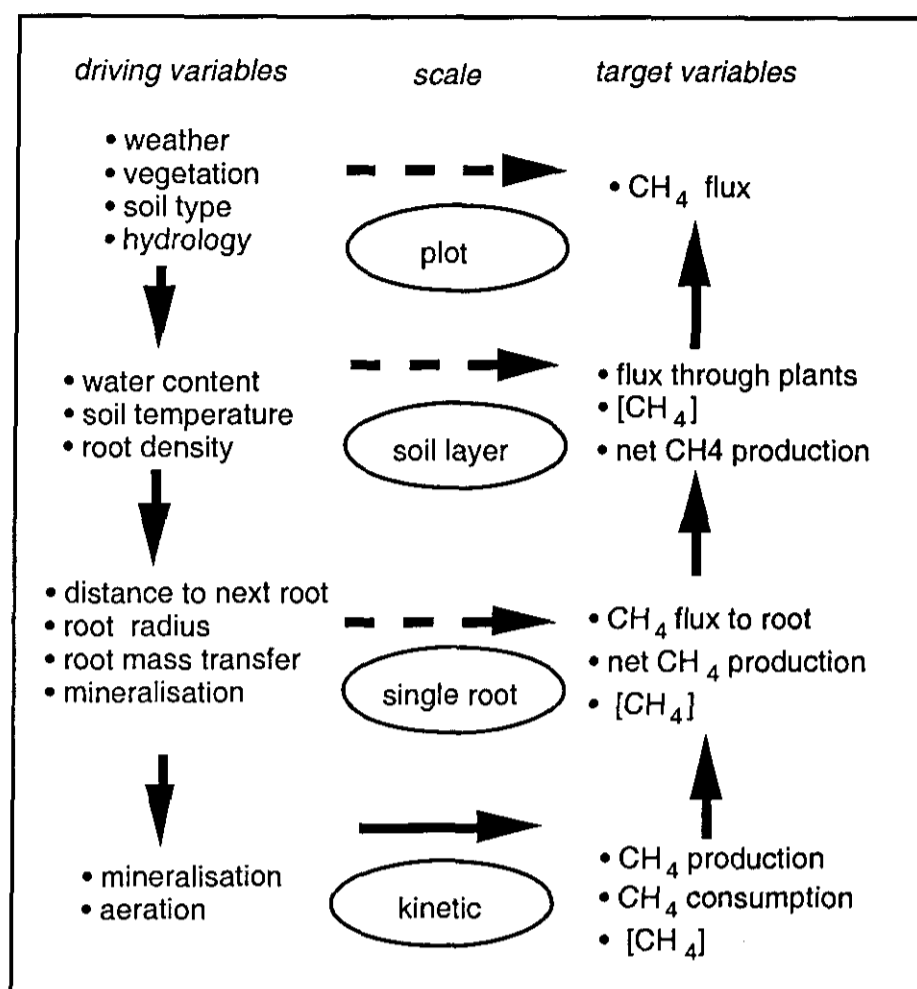 driving variables scale target variables
• weather
• vegetation
• soil type
• hydrology
plot
• CH4 flux
• water content
• soil temperature
• root density
soil layer
• flux through plants
• [CH4]
• net CH4 production
• distance to next root
• root radius
• root mass transfer
• mineralisation
single root
• CH4 flux to root
• net CH4 production
• [CH4]
• mineralisation
• aeration
kinetic
• CH4 production
• CH4 consumption
• [CH4]